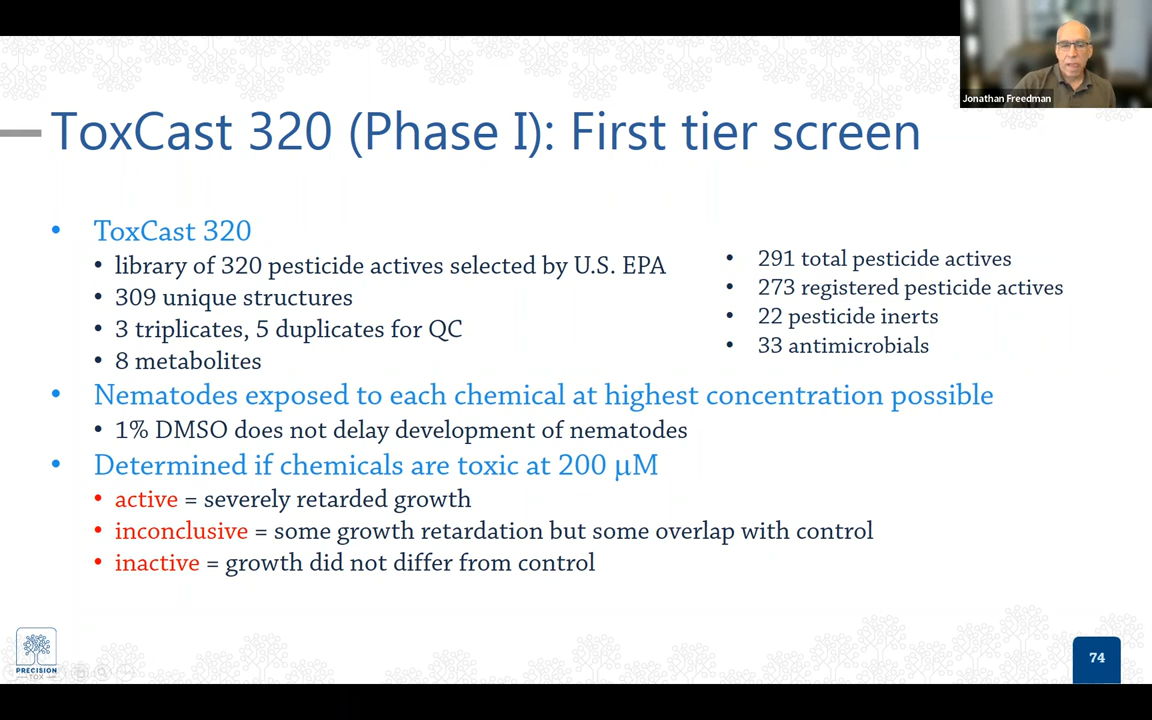 Jonathan Freedman
ToxCast 320 (Phase I): First tier screen
• ToxCast 320
• library of 320 pesticide actives selected by U.S. EPA
• 309 unique structures
• 3 triplicates, 5 duplicates for QC
• 8 metabolites
• 291 total pesticide actives
• 273 registered pesticide actives
• 22 pesticide inerts
• 33 antimicrobials
• Nematodes exposed to each chemical at highest concentration possible
• 1% DMSO does not delay development of nematodes
• Determined if chemicals are toxic at 200 µM
• active = severely retarded growth
• inconclusive = some growth retardation but some overlap with control
• inactive = growth did not differ from control
PRECISION
TOX
74